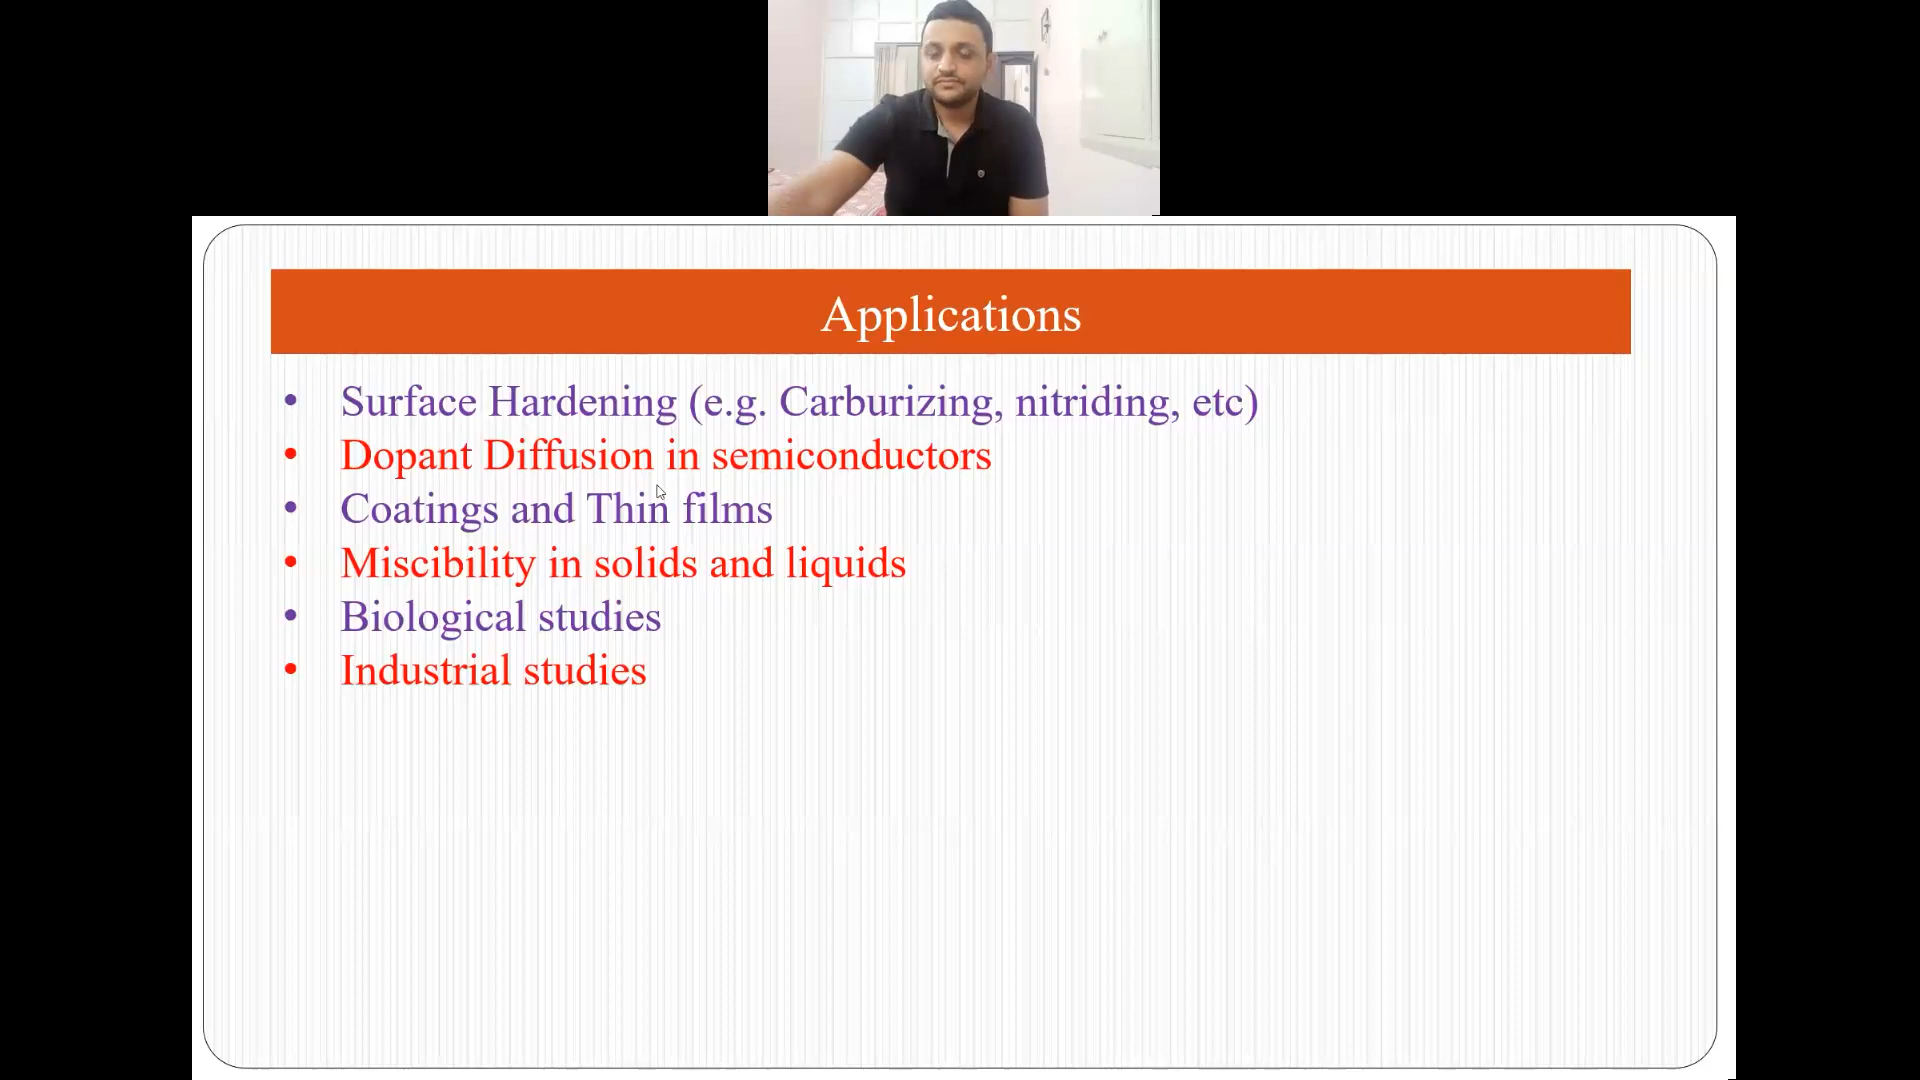 Applications
• Surface Hardening (e.g. Carburizing, nitriding, etc)
• Dopant Diffusion in semiconductors
• Coatings and Thin films
• Miscibility in solids and liquids
• Biological studies
• Industrial studies